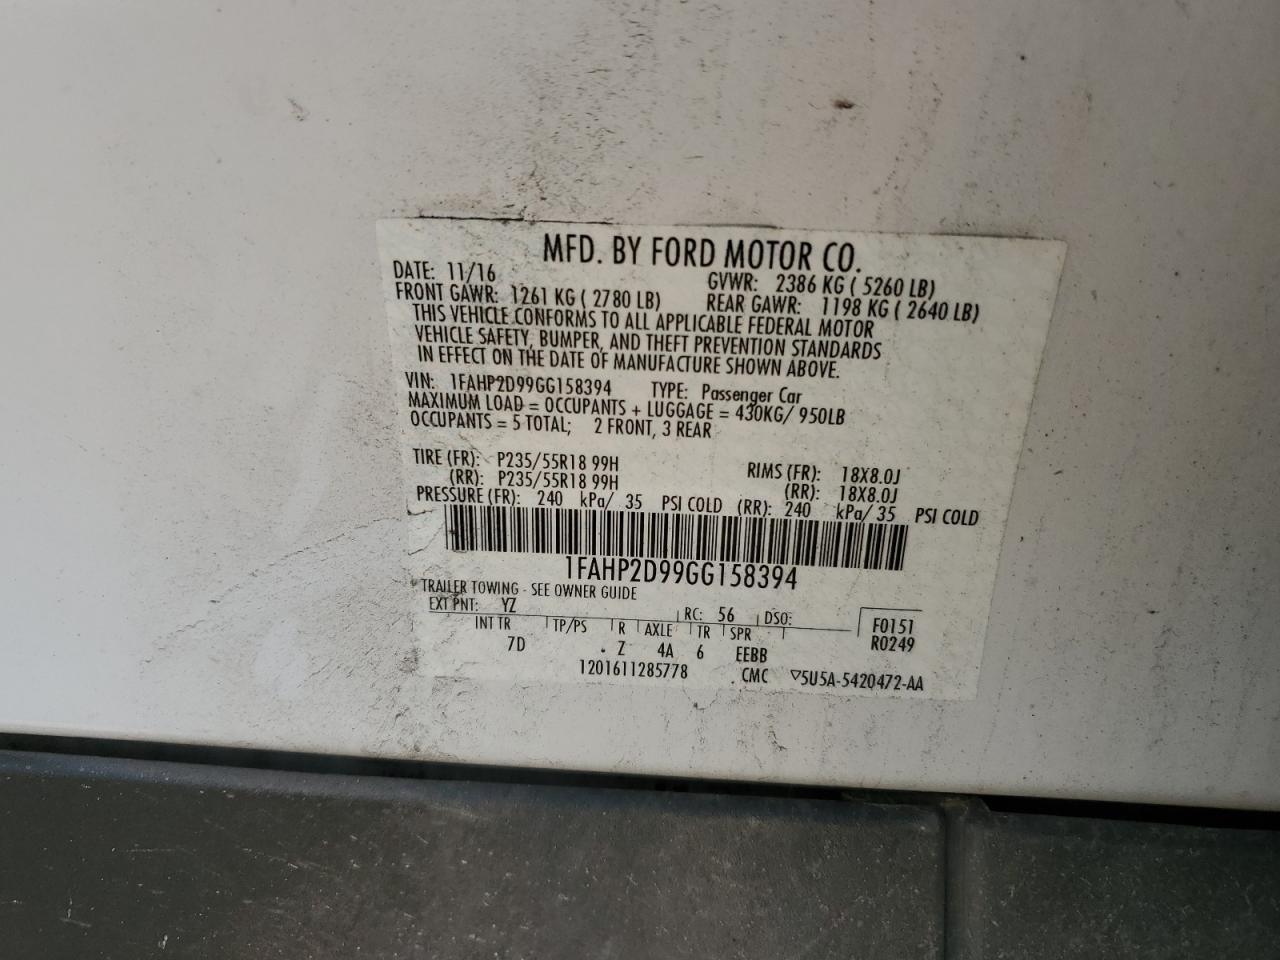 MFD. BY FORD MOTOR CO.
DATE: 11/16 GVWR: 2386 KG ( 5260 LB)
FRONT GAWR: 1261 KG ( 2780 LB) REAR GAWR: 1198 KG ( 2640 LB)
THIS VEHICLE CONFORMS TO ALL APPLICABLE FEDERAL MOTOR
VEHICLE SAFETY, BUMPER, AND THEFT PREVENTION STANDARDS
IN EFFECT ON THE DATE OF MANUFACTURE SHOWN ABOVE.
VIN: 1FAHP2D99GG158394 TYPE: Passenger Car
MAXIMUM LOAD = OCCUPANTS + LUGGAGE = 430KG/ 950LB
OCCUPANTS = 5 TOTAL; 2 FRONT, 3 REAR
TIRE (FR): P235/55R18 99H RIMS (FR): 18X8.0J
(RR): P235/55R18 99H (RR): 18X8.0J
PRESSURE (FR): 240 kPa/ 35 PSI COLD (RR): 240 kPa/ 35 PSI COLD
1FAHP2D99GG158394
TRAILER TOWING - SEE OWNER GUIDE
EXT PNT: YZ RC: 56 DSO: F0151
INT TR TP/PS R AXLE TR SPR R0249
7D Z 4A 6 EEBB
1201611285778 CMC ▽5U5A-5420472-AA